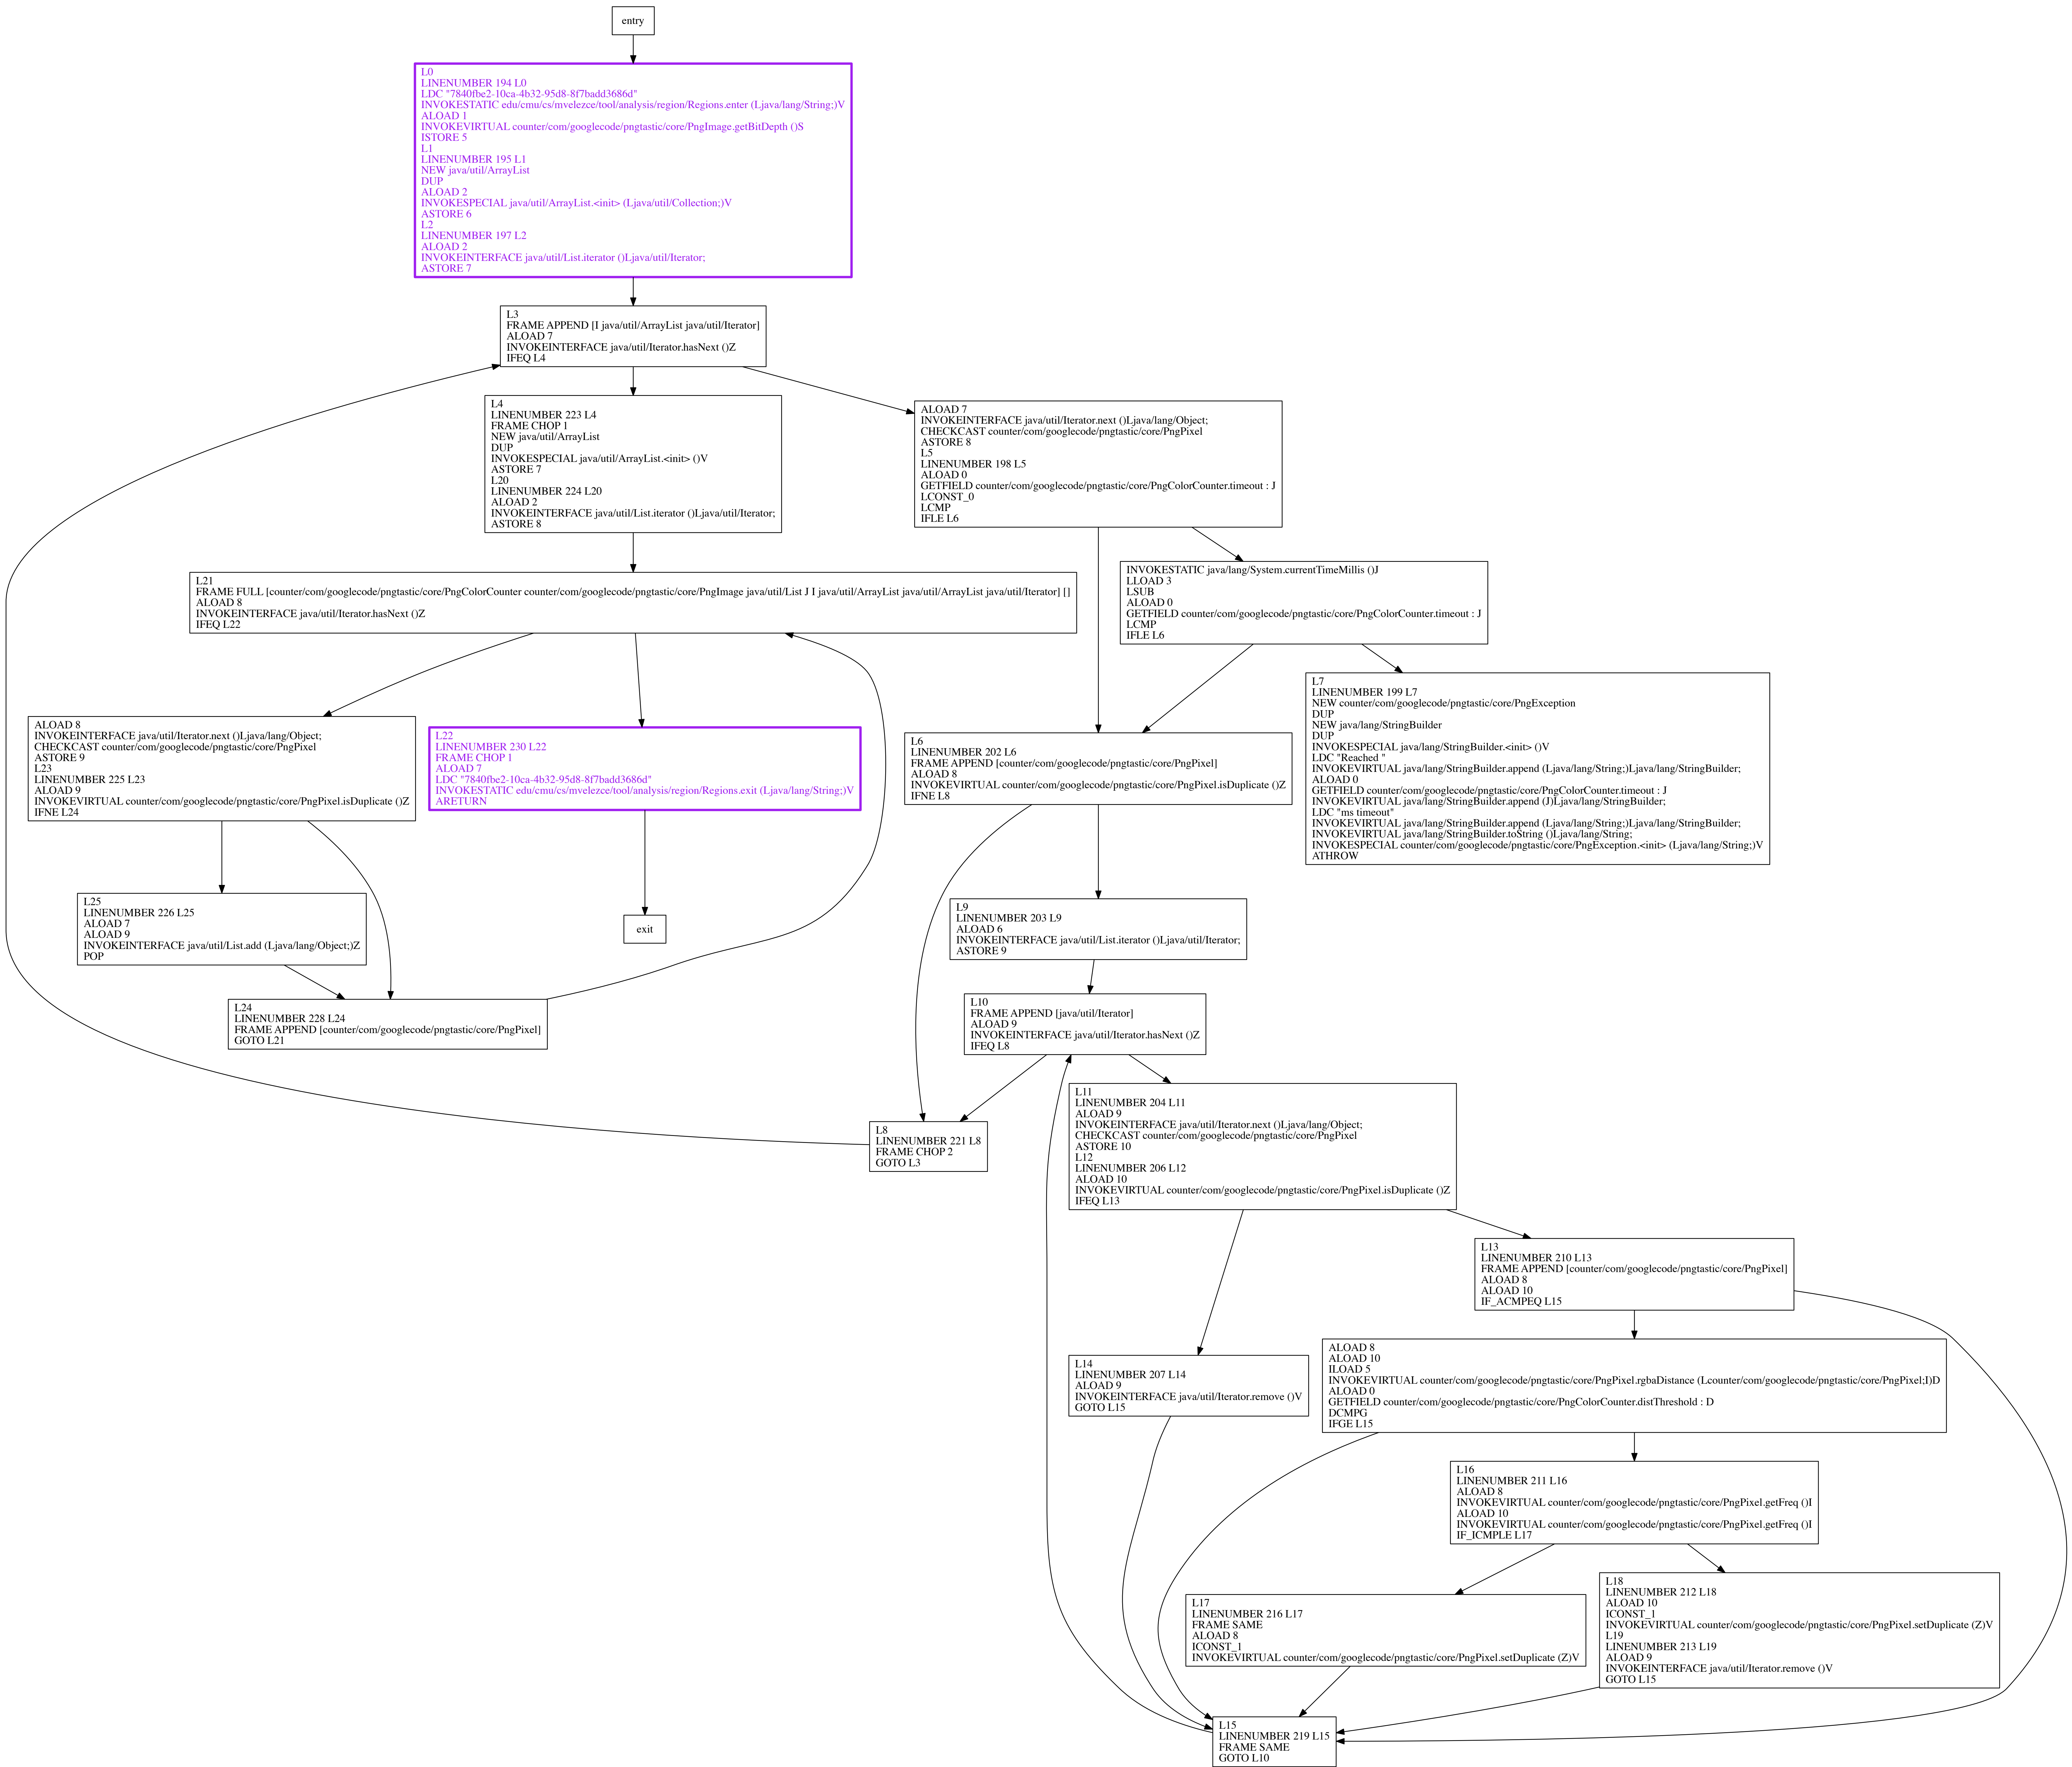 entry
L0
LINENUMBER 194 L0
LDC "7840fbe2-10ca-4b32-95d8-8f7badd3686d"
INVOKESTATIC edu/cmu/cs/mvelezce/tool/analysis/region/Regions.enter (Ljava/lang/String;)V
ALOAD 1
INVOKEVIRTUAL counter/com/googlecode/pngtastic/core/PngImage.getBitDepth ()S
ISTORE 5
L1
LINENUMBER 195 L1
NEW java/util/ArrayList
DUP
ALOAD 2
INVOKESPECIAL java/util/ArrayList.<init> (Ljava/util/Collection;)V
ASTORE 6
L2
LINENUMBER 197 L2
ALOAD 2
INVOKEINTERFACE java/util/List.iterator ()Ljava/util/Iterator;
ASTORE 7
L3
FRAME APPEND [I java/util/ArrayList java/util/Iterator]
ALOAD 7
INVOKEINTERFACE java/util/Iterator.hasNext ()Z
IFEQ L4
L4
LINENUMBER 223 L4
FRAME CHOP 1
NEW java/util/ArrayList
DUP
INVOKESPECIAL java/util/ArrayList.<init> ()V
ASTORE 7
L20
LINENUMBER 224 L20
ALOAD 2
INVOKEINTERFACE java/util/List.iterator ()Ljava/util/Iterator;
ASTORE 8
ALOAD 7
INVOKEINTERFACE java/util/Iterator.next ()Ljava/lang/Object;
CHECKCAST counter/com/googlecode/pngtastic/core/PngPixel
ASTORE 8
L5
LINENUMBER 198 L5
ALOAD 0
GETFIELD counter/com/googlecode/pngtastic/core/PngColorCounter.timeout : J
LCONST_0
LCMP
IFLE L6
INVOKESTATIC java/lang/System.currentTimeMillis ()J
LLOAD 3
LSUB
ALOAD 0
GETFIELD counter/com/googlecode/pngtastic/core/PngColorCounter.timeout : J
LCMP
IFLE L6
L21
FRAME FULL [counter/com/googlecode/pngtastic/core/PngColorCounter counter/com/googlecode/pngtastic/core/PngImage java/util/List J I java/util/ArrayList java/util/ArrayList java/util/Iterator] []
ALOAD 8
INVOKEINTERFACE java/util/Iterator.hasNext ()Z
IFEQ L22
L7
LINENUMBER 199 L7
NEW counter/com/googlecode/pngtastic/core/PngException
DUP
NEW java/lang/StringBuilder
DUP
INVOKESPECIAL java/lang/StringBuilder.<init> ()V
LDC "Reached "
INVOKEVIRTUAL java/lang/StringBuilder.append (Ljava/lang/String;)Ljava/lang/StringBuilder;
ALOAD 0
GETFIELD counter/com/googlecode/pngtastic/core/PngColorCounter.timeout : J
INVOKEVIRTUAL java/lang/StringBuilder.append (J)Ljava/lang/StringBuilder;
LDC "ms timeout"
INVOKEVIRTUAL java/lang/StringBuilder.append (Ljava/lang/String;)Ljava/lang/StringBuilder;
INVOKEVIRTUAL java/lang/StringBuilder.toString ()Ljava/lang/String;
INVOKESPECIAL counter/com/googlecode/pngtastic/core/PngException.<init> (Ljava/lang/String;)V
ATHROW
ALOAD 8
INVOKEINTERFACE java/util/Iterator.next ()Ljava/lang/Object;
CHECKCAST counter/com/googlecode/pngtastic/core/PngPixel
ASTORE 9
L23
LINENUMBER 225 L23
ALOAD 9
INVOKEVIRTUAL counter/com/googlecode/pngtastic/core/PngPixel.isDuplicate ()Z
IFNE L24
L22
LINENUMBER 230 L22
FRAME CHOP 1
ALOAD 7
LDC "7840fbe2-10ca-4b32-95d8-8f7badd3686d"
INVOKESTATIC edu/cmu/cs/mvelezce/tool/analysis/region/Regions.exit (Ljava/lang/String;)V
ARETURN
L6
LINENUMBER 202 L6
FRAME APPEND [counter/com/googlecode/pngtastic/core/PngPixel]
ALOAD 8
INVOKEVIRTUAL counter/com/googlecode/pngtastic/core/PngPixel.isDuplicate ()Z
IFNE L8
L25
LINENUMBER 226 L25
ALOAD 7
ALOAD 9
INVOKEINTERFACE java/util/List.add (Ljava/lang/Object;)Z
POP
exit
L9
LINENUMBER 203 L9
ALOAD 6
INVOKEINTERFACE java/util/List.iterator ()Ljava/util/Iterator;
ASTORE 9
L24
LINENUMBER 228 L24
FRAME APPEND [counter/com/googlecode/pngtastic/core/PngPixel]
GOTO L21
L10
FRAME APPEND [java/util/Iterator]
ALOAD 9
INVOKEINTERFACE java/util/Iterator.hasNext ()Z
IFEQ L8
L8
LINENUMBER 221 L8
FRAME CHOP 2
GOTO L3
L11
LINENUMBER 204 L11
ALOAD 9
INVOKEINTERFACE java/util/Iterator.next ()Ljava/lang/Object;
CHECKCAST counter/com/googlecode/pngtastic/core/PngPixel
ASTORE 10
L12
LINENUMBER 206 L12
ALOAD 10
INVOKEVIRTUAL counter/com/googlecode/pngtastic/core/PngPixel.isDuplicate ()Z
IFEQ L13
L13
LINENUMBER 210 L13
FRAME APPEND [counter/com/googlecode/pngtastic/core/PngPixel]
ALOAD 8
ALOAD 10
IF_ACMPEQ L15
L14
LINENUMBER 207 L14
ALOAD 9
INVOKEINTERFACE java/util/Iterator.remove ()V
GOTO L15
ALOAD 8
ALOAD 10
ILOAD 5
INVOKEVIRTUAL counter/com/googlecode/pngtastic/core/PngPixel.rgbaDistance (Lcounter/com/googlecode/pngtastic/core/PngPixel;I)D
ALOAD 0
GETFIELD counter/com/googlecode/pngtastic/core/PngColorCounter.distThreshold : D
DCMPG
IFGE L15
L16
LINENUMBER 211 L16
ALOAD 8
INVOKEVIRTUAL counter/com/googlecode/pngtastic/core/PngPixel.getFreq ()I
ALOAD 10
INVOKEVIRTUAL counter/com/googlecode/pngtastic/core/PngPixel.getFreq ()I
IF_ICMPLE L17
L17
LINENUMBER 216 L17
FRAME SAME
ALOAD 8
ICONST_1
INVOKEVIRTUAL counter/com/googlecode/pngtastic/core/PngPixel.setDuplicate (Z)V
L18
LINENUMBER 212 L18
ALOAD 10
ICONST_1
INVOKEVIRTUAL counter/com/googlecode/pngtastic/core/PngPixel.setDuplicate (Z)V
L19
LINENUMBER 213 L19
ALOAD 9
INVOKEINTERFACE java/util/Iterator.remove ()V
GOTO L15
L15
LINENUMBER 219 L15
FRAME SAME
GOTO L10